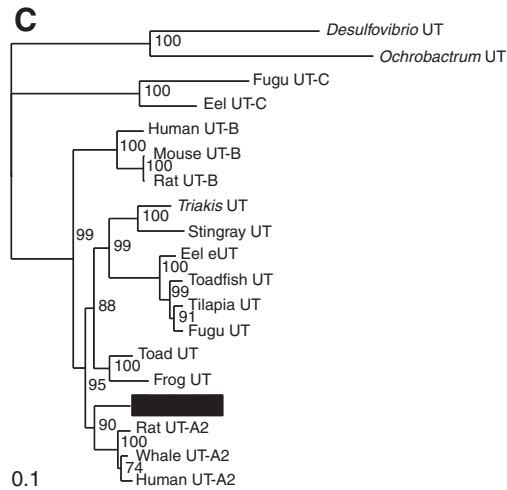 C
Desulfovibrio UT
100
Ochrobactrum UT
Fugu UT-C
100
Eel UT-C
Human UT-B
100
Mouse UT-B
100
Rat UT-B
Triakis UT
100
99
99
Stingray UT
Eel eUT
100
Toadfish UT
99
Tilapia UT
88
91
Fugu UT
Toad UT
100
95
Frog UT
90
Rat UT-A2
100
Whale UT-A2
74
0.1
Human UT-A2